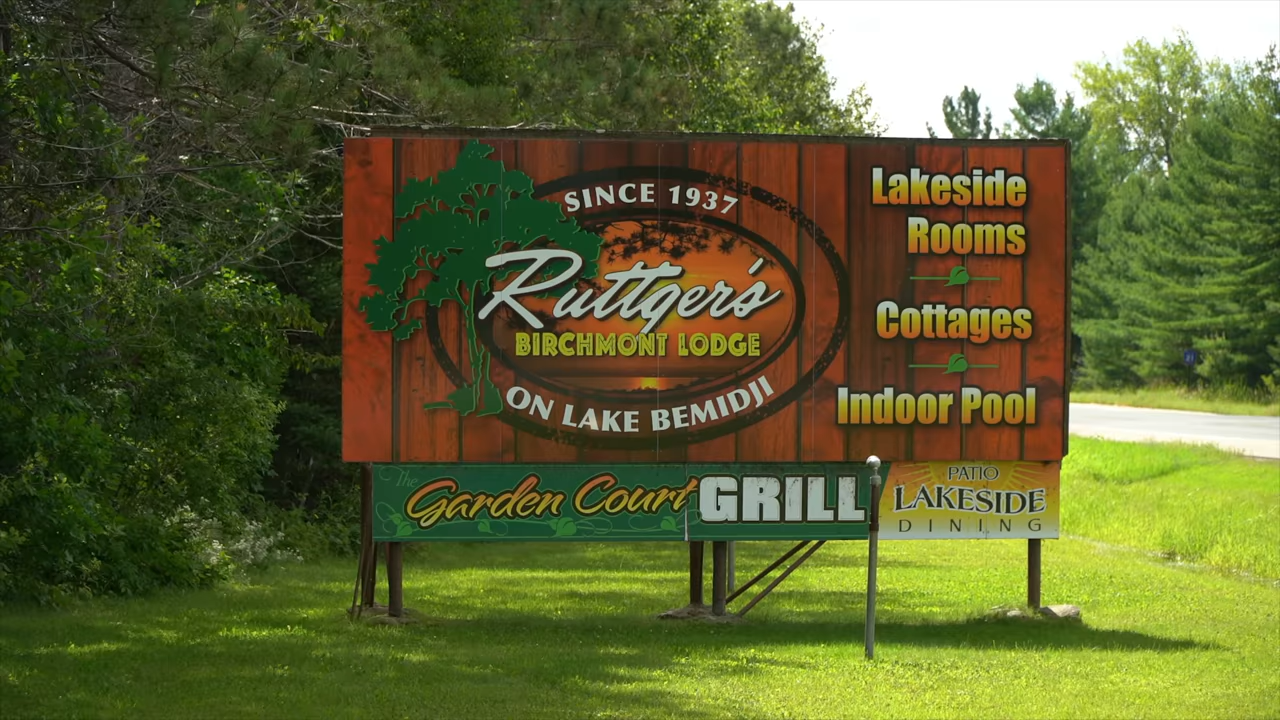 SINCE 1937
Ruttger's
BIRCHMONT LODGE
ON LAKE BEMIDJI
Lakeside
Rooms
Cottages
Indoor Pool
The Garden Court GRILL
PATIO
LAKESIDE
DINING